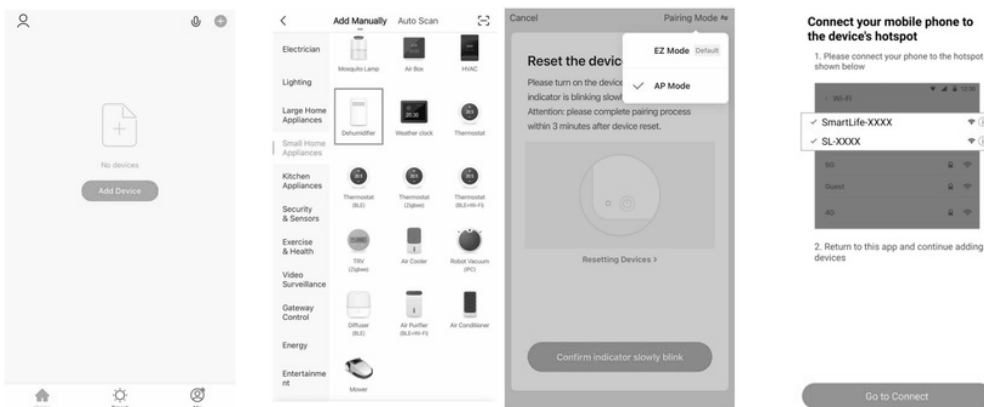 No devices
Add Device
Add Manually
Auto Scan
Electrician
Lighting
Large Home
Appliances
Small Home
Appliances
Kitchen
Appliances
Security
& Sensors
Exercise
& Health
Video
Surveillance
Gateway
Control
Energy
Entertainme
nt
Mosquito Lamp
Air Box
HVAC
Dehumidifier
Weather clock
Thermostat
Thermostat
(BLE)
Thermostat
(Zigbee)
Thermostat
(BLE+Wi-Fi)
TRV
(Zigbee)
Air Cooler
Robot Vacuum
(IPC)
Diffuser
(BLE)
Air Purifier
(BLE+Wi-Fi)
Air Conditioner
Mower
Cancel
Pairing Mode
EZ Mode Default
AP Mode
Reset the devic
Please turn on the device
indicator is blinking slowl
Attention: please complete pairing process
within 3 minutes after device reset.
Resetting Devices >
Confirm indicator slowly blink
Connect your mobile phone to
the device's hotspot
1. Please connect your phone to the hotspot
shown below
Wi-Fi
12:30
SmartLife-XXXX
SL-XXXX
5G
Guest
4G
2. Return to this app and continue adding
devices
Go to Connect